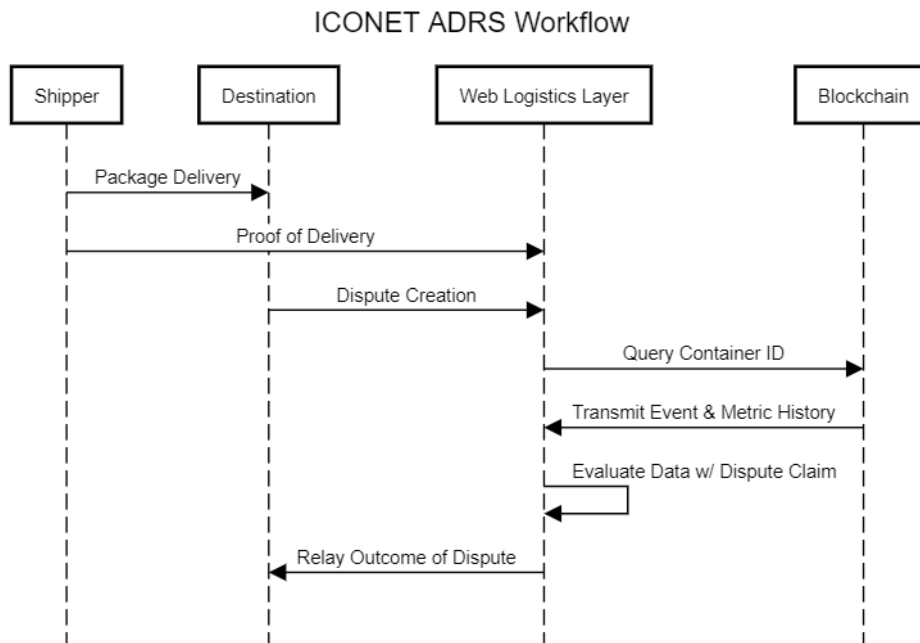 ICONET ADRS Workflow
Shipper
Destination
Web Logistics Layer
Blockchain
Package Delivery
Proof of Delivery
Dispute Creation
Query Container ID
Transmit Event & Metric History
Evaluate Data w/ Dispute Claim
Relay Outcome of Dispute